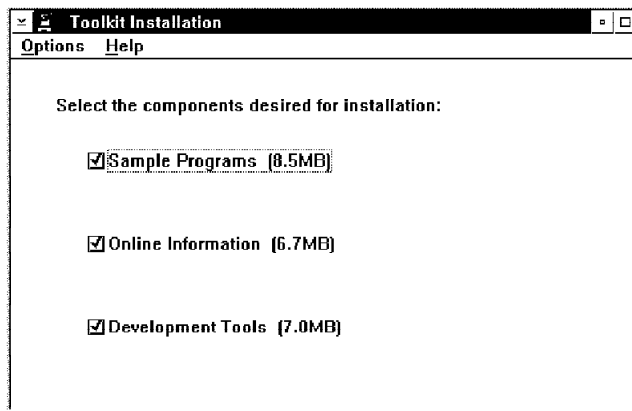 Toolkit Installation
Options Help
Select the components desired for installation:
Sample Programs (8.5MB)
Online Information (6.7MB)
Development Tools (7.0MB)